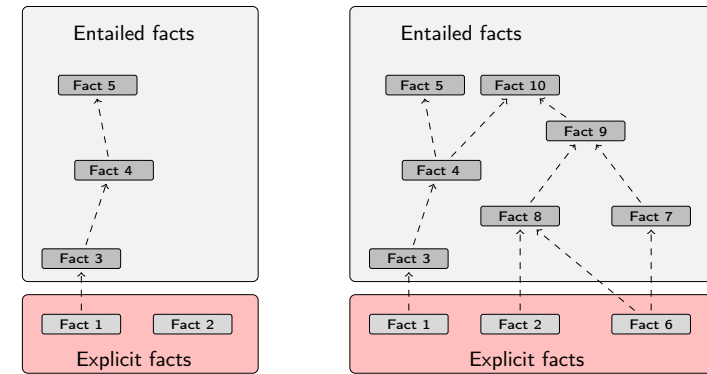 Entailed facts
Fact 5
Fact 4
Fact 3
Fact 1
Fact 2
Explicit facts
Entailed facts
Fact 5
Fact 10
Fact 9
Fact 4
Fact 8
Fact 7
Fact 3
Fact 1
Fact 2
Fact 6
Explicit facts